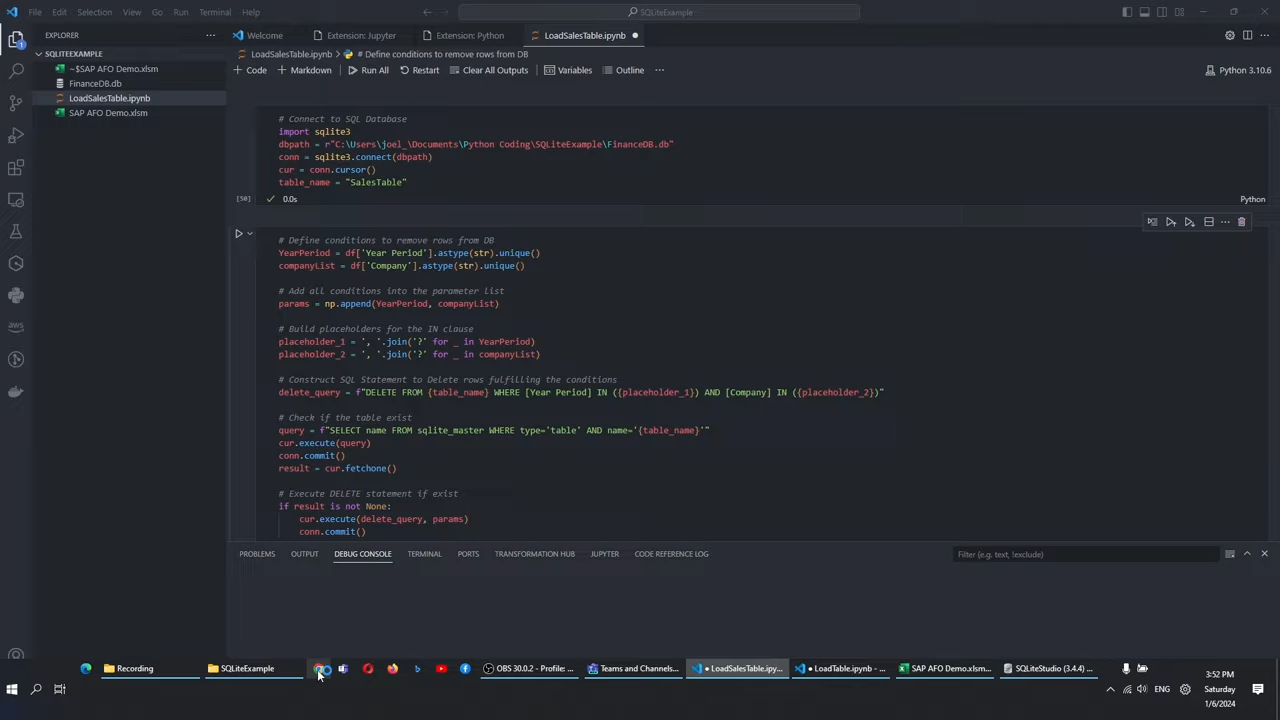 File Edit Selection View Go Run Terminal Help
SQLiteExample
EXPLORER
Welcome
Extension: Jupyter
Extension: Python
LoadSalesTable.ipynb
SQLITEEXAMPLE
~$SAP AFO Demo.xlsm
FinanceDB.db
LoadSalesTable.ipynb
SAP AFO Demo.xlsm
LoadSalesTable.ipynb > # Define conditions to remove rows from DB
+ Code + Markdown Run All Restart Clear All Outputs Variables Outline ...
Python 3.10.6
# Connect to SQL Database
import sqlite3
dbpath = r"C:\Users\joel_\Documents\Python Coding\SQLiteExample\FinanceDB.db"
conn = sqlite3.connect(dbpath)
cur = conn.cursor()
table_name = "SalesTable"
[50]
0.0s
Python
# Define conditions to remove rows from DB
YearPeriod = df['Year Period'].astype(str).unique()
companyList = df['Company'].astype(str).unique()
# Add all conditions into the parameter list
params = np.append(YearPeriod, companyList)
# Build placeholders for the IN clause
placeholder_1 = ', '.join('?' for _ in YearPeriod)
placeholder_2 = ', '.join('?' for _ in companyList)
# Construct SQL Statement to Delete rows fulfilling the conditions
delete_query = f"DELETE FROM {table_name} WHERE [Year Period] IN ({placeholder_1}) AND [Company] IN ({placeholder_2})"
# Check if the table exist
query = f"SELECT name FROM sqlite_master WHERE type='table' AND name='{table_name}'"
cur.execute(query)
conn.commit()
result = cur.fetchone()
# Execute DELETE statement if exist
if result is not None:
cur.execute(delete_query, params)
conn.commit()
PROBLEMS OUTPUT DEBUG CONSOLE TERMINAL PORTS TRANSFORMATION HUB JUPYTER CODE REFERENCE LOG
Filter (e.g. text, !exclude)
aws
Recording
SQLiteExample
OBS 30.0.2 - Profile: ...
Teams and Channels...
● LoadSalesTable.ipy...
● LoadTable.ipynb - ...
SAP AFO Demo.xlsm...
SQLiteStudio (3.4.4) ...
ENG
3:52 PM
Saturday
1/6/2024